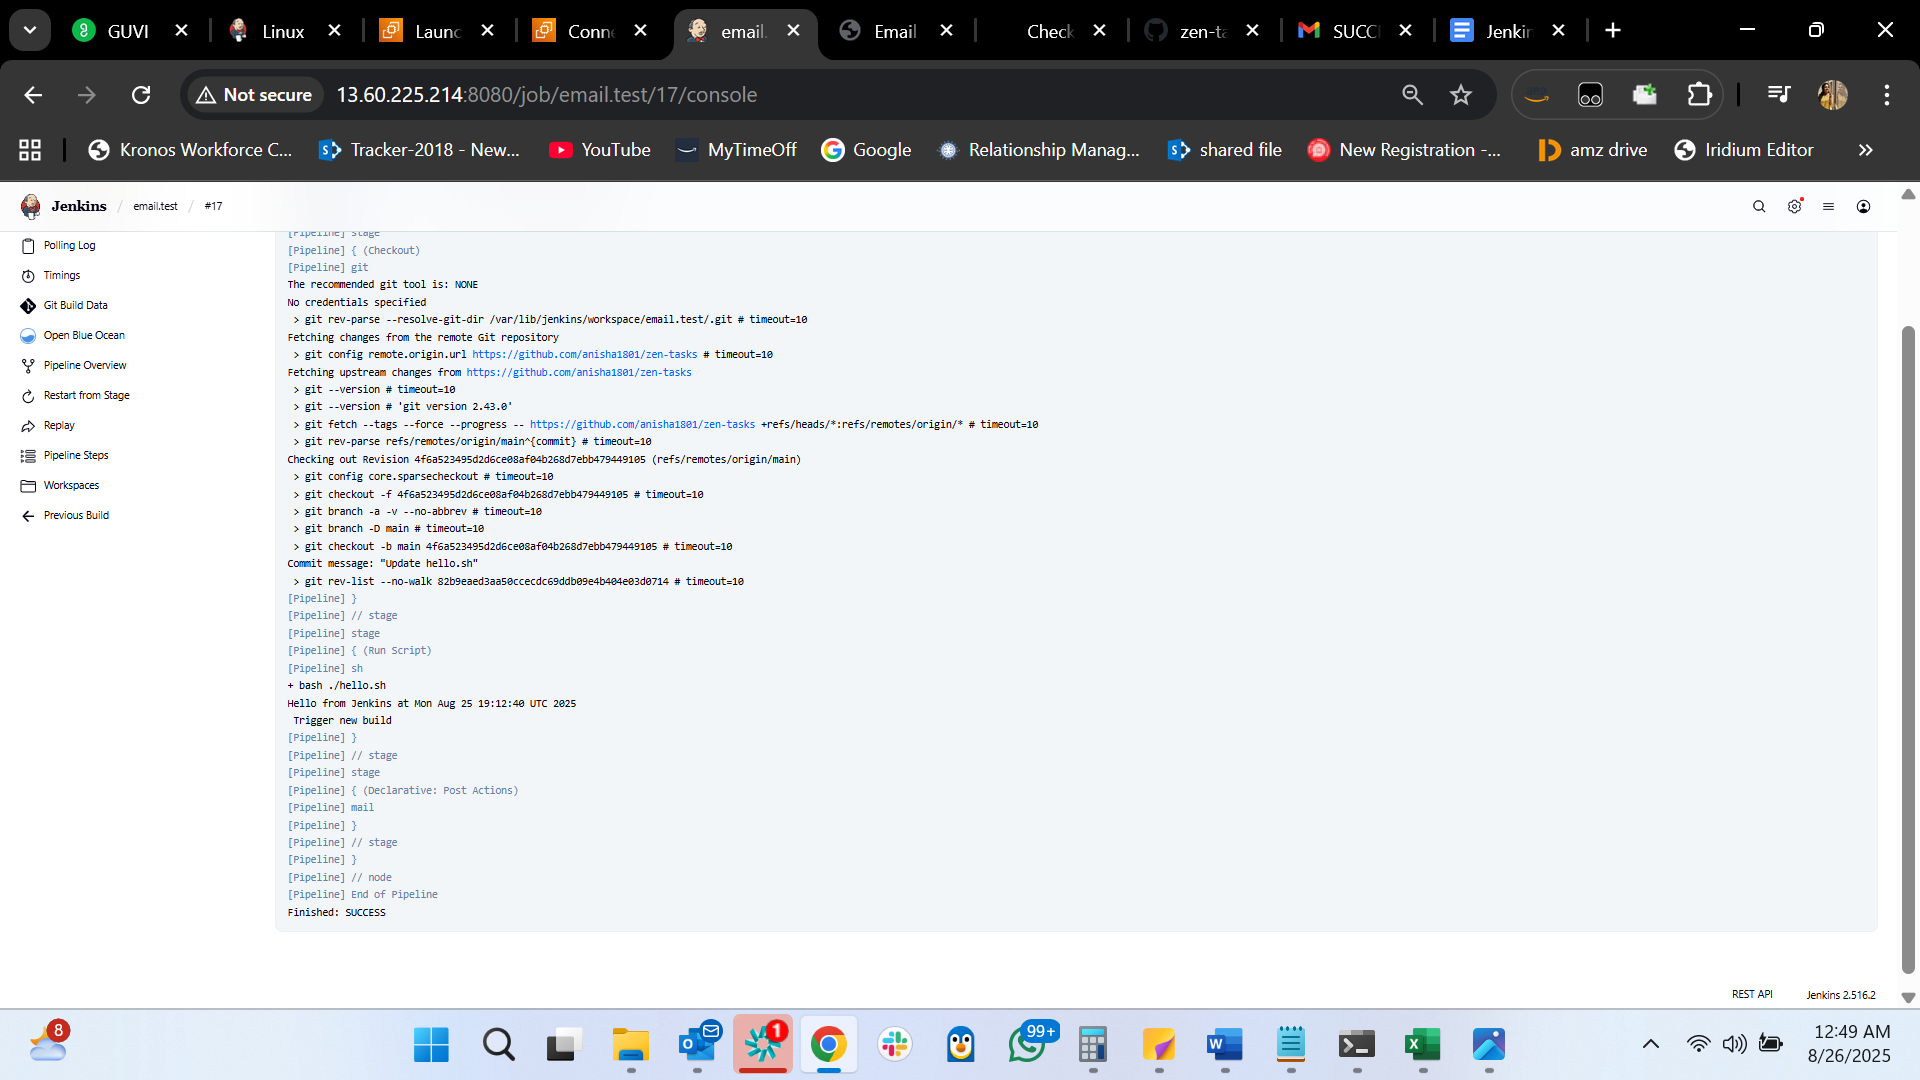 GUVI
Linux
Launc
Conne
email.
Email
Check
zen-ta
SUCC
Jenkin
Not secure
13.60.225.214:8080/job/email.test/17/console
Kronos Workforce C...
Tracker-2018 - New...
YouTube
MyTimeOff
Google
Relationship Manag...
shared file
New Registration -...
amz drive
Iridium Editor
Jenkins / email.test / #17
Polling Log
Timings
Git Build Data
Open Blue Ocean
Pipeline Overview
Restart from Stage
Replay
Pipeline Steps
Workspaces
Previous Build
[Pipeline] stage
[Pipeline] { (Checkout)
[Pipeline] git
The recommended git tool is: NONE
No credentials specified
> git rev-parse --resolve-git-dir /var/lib/jenkins/workspace/email.test/.git # timeout=10
Fetching changes from the remote Git repository
> git config remote.origin.url https://github.com/anisha1801/zen-tasks # timeout=10
Fetching upstream changes from https://github.com/anisha1801/zen-tasks
> git --version # timeout=10
> git --version # 'git version 2.43.0'
> git fetch --tags --force --progress -- https://github.com/anisha1801/zen-tasks +refs/heads/*:refs/remotes/origin/* # timeout=10
> git rev-parse refs/remotes/origin/main^{commit} # timeout=10
Checking out Revision 4f6a523495d2d6ce08af04b268d7ebb479449105 (refs/remotes/origin/main)
> git config core.sparsecheckout # timeout=10
> git checkout -f 4f6a523495d2d6ce08af04b268d7ebb479449105 # timeout=10
> git branch -a -v --no-abbrev # timeout=10
> git branch -D main # timeout=10
> git checkout -b main 4f6a523495d2d6ce08af04b268d7ebb479449105 # timeout=10
Commit message: "Update hello.sh"
> git rev-list --no-walk 82b9eaed3aa50ccecdc69ddb09e4b404e03d0714 # timeout=10
[Pipeline] }
[Pipeline] // stage
[Pipeline] stage
[Pipeline] { (Run Script)
[Pipeline] sh
+ bash ./hello.sh
Hello from Jenkins at Mon Aug 25 19:12:40 UTC 2025
Trigger new build
[Pipeline] }
[Pipeline] // stage
[Pipeline] stage
[Pipeline] { (Declarative: Post Actions)
[Pipeline] mail
[Pipeline] }
[Pipeline] // stage
[Pipeline] }
[Pipeline] // node
[Pipeline] End of Pipeline
Finished: SUCCESS
REST API
Jenkins 2.516.2
8
1
99+
12:49 AM
8/26/2025